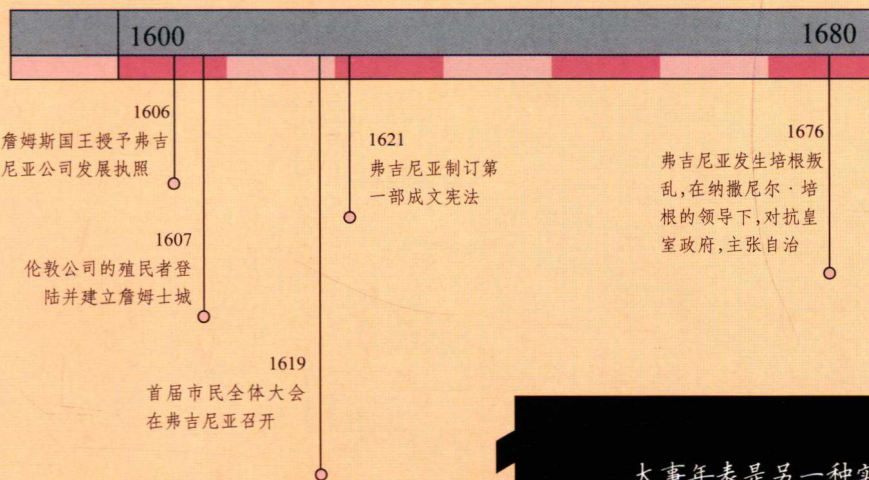 1600
1680
1606
詹姆斯国王授予弗吉
尼亚公司发展执照
1607
伦敦公司的殖民者登
陆并建立詹姆士城
1619
首届市民全体大会
在弗吉尼亚召开
1621
弗吉尼亚制订第
一部成文宪法
1676
弗吉尼亚发生培根叛
乱,在纳撒尼尔·培
根的领导下,对抗皇
室政府,主张自治
大事年表是另一种